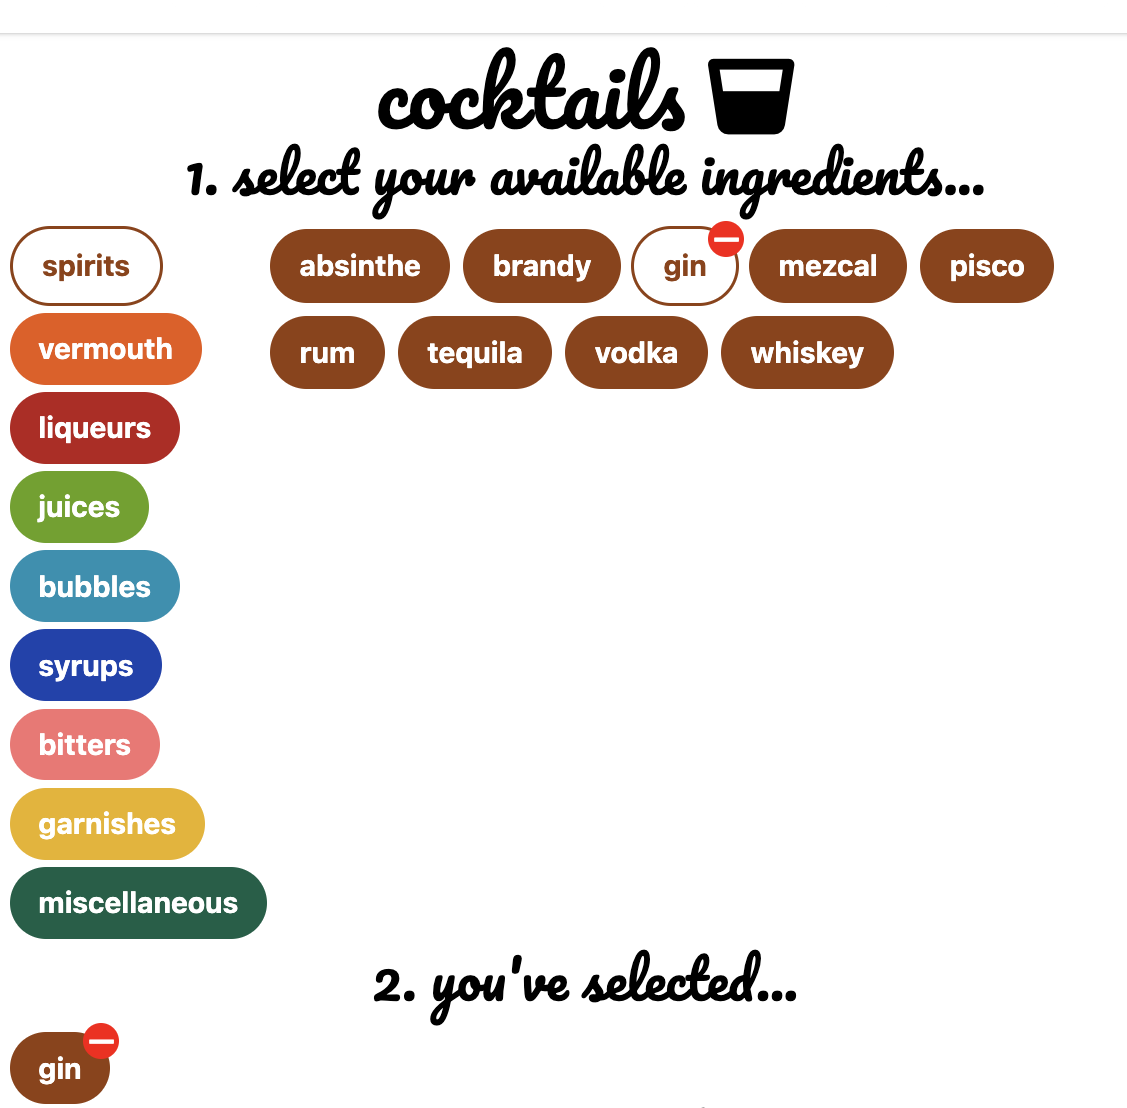 cocktails
1. select your available ingredients...
spirits
vermouth
liqueurs
juices
bubbles
syrups
bitters
garnishes
miscellaneous
absinthe brandy gin mezcal pisco
rum tequila vodka whiskey
2. you've selected...
gin